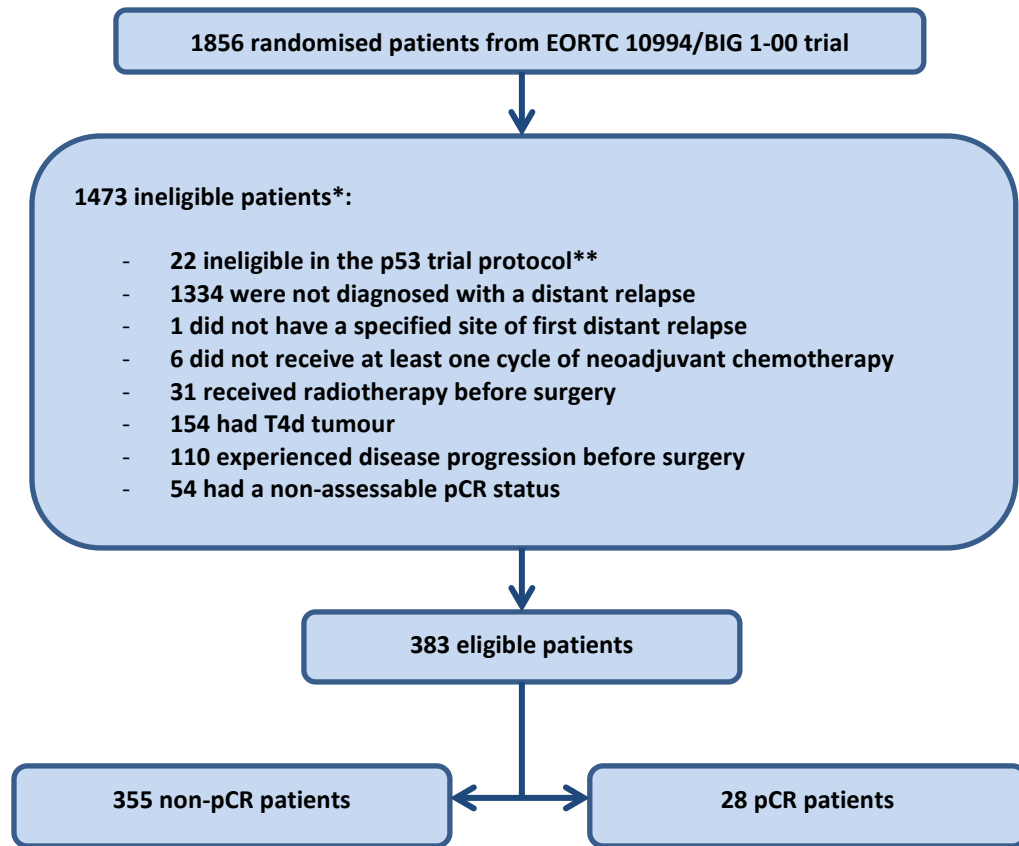 1856 randomised patients from EORTC 10994/BIG 1-00 trial
1473 ineligible patients*:
- 22 ineligible in the p53 trial protocol**
- 1334 were not diagnosed with a distant relapse
- 1 did not have a specified site of first distant relapse
- 6 did not receive at least one cycle of neoadjuvant chemotherapy
- 31 received radiotherapy before surgery
- 154 had T4d tumour
- 110 experienced disease progression before surgery
- 54 had a non-assessable pCR status
383 eligible patients
355 non-pCR patients
28 pCR patients